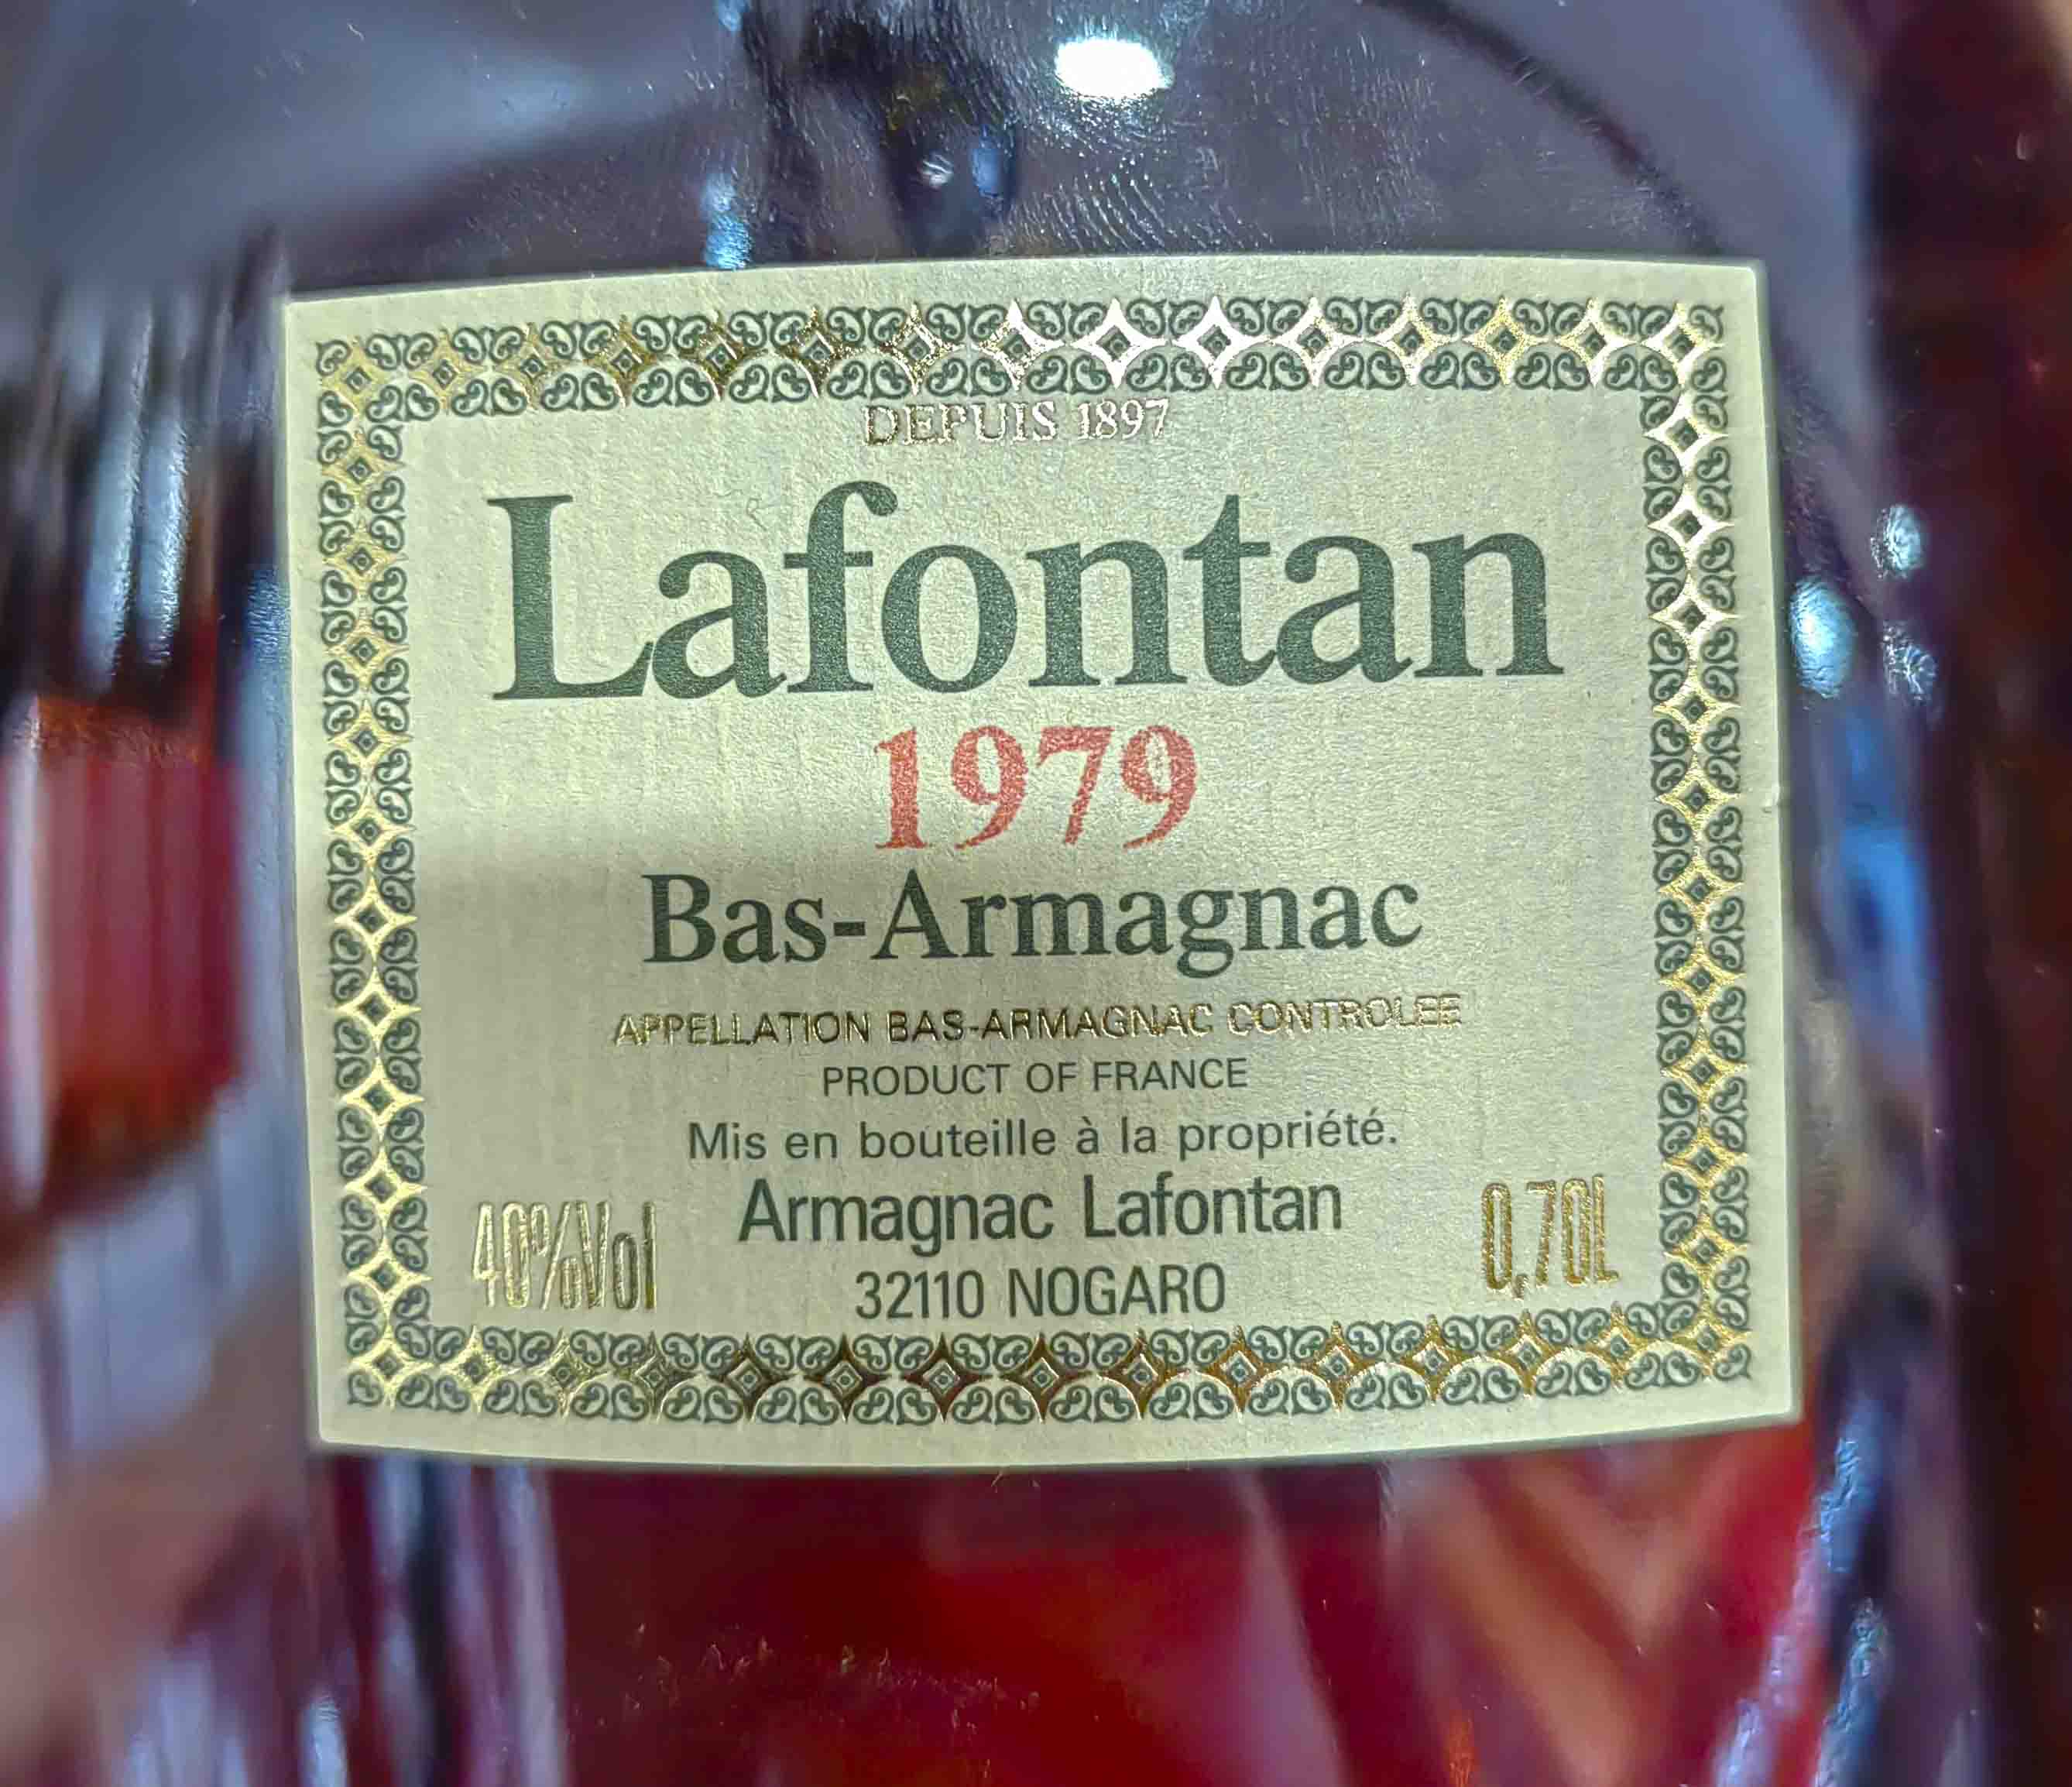 DEPUIS 1897
Lafontan
1979
Bas-Armagnac
APPELLATION BAS-ARMAGNAC CONTROLEE
PRODUCT OF FRANCE
Mis en bouteille à la propriété.
Armagnac Lafontan
40%Vol
0,70L
32110 NOGARO